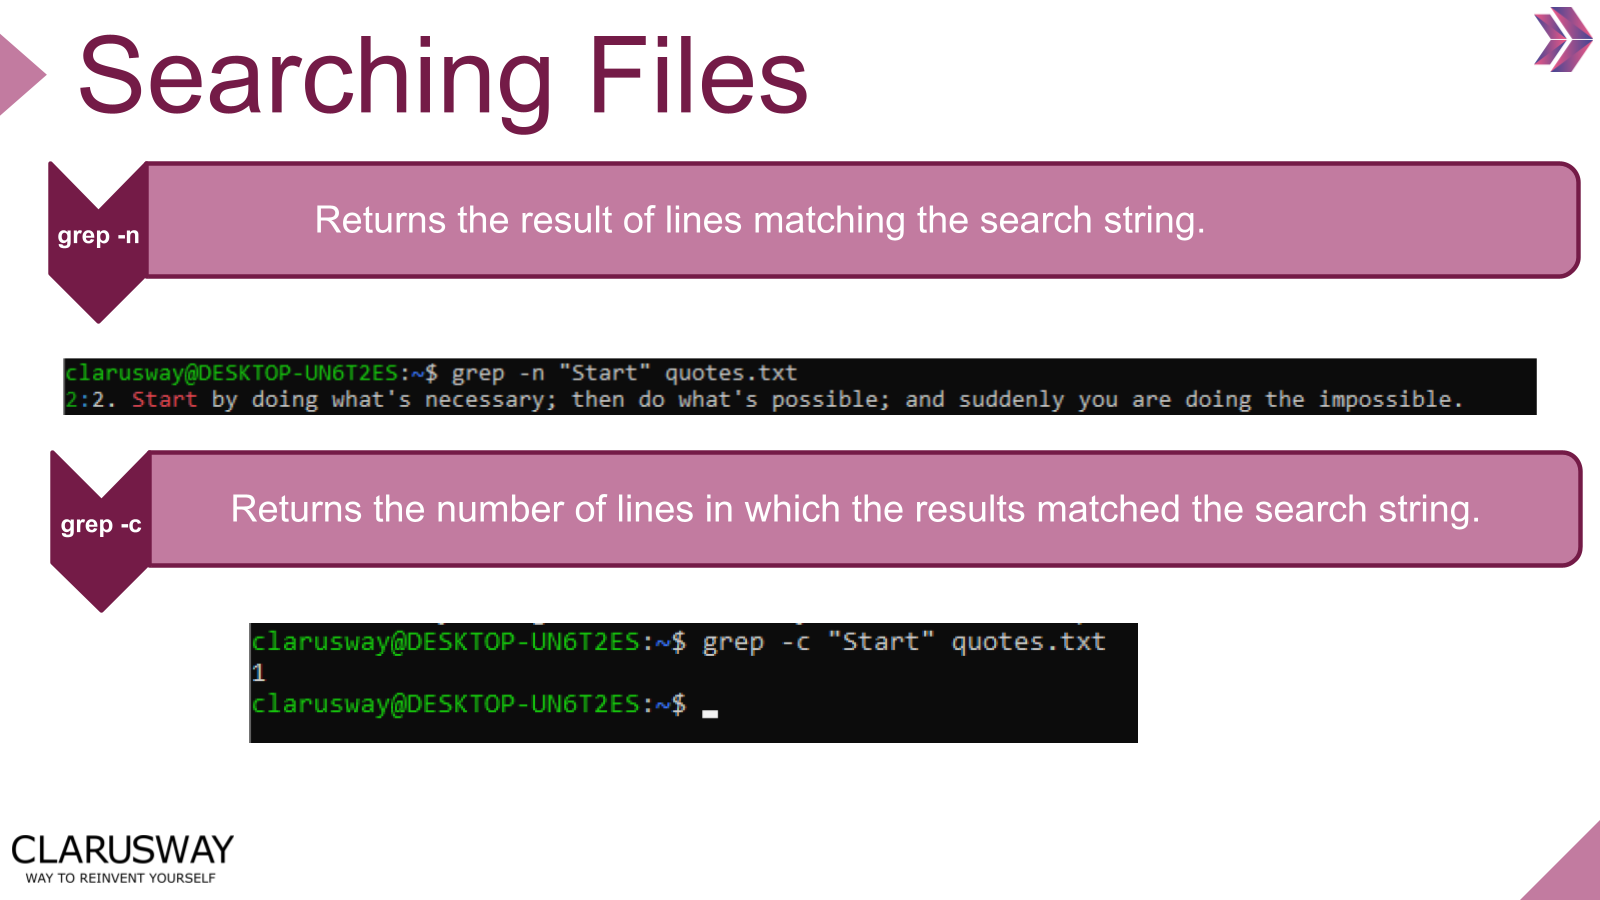 Searching Files
grep -n
Returns the result of lines matching the search string.
clarusway@DESKTOP-UN6T2ES:~$ grep -n "Start" quotes.txt
2:2. Start by doing what's necessary; then do what's possible; and suddenly you are doing the impossible.
grep -c
Returns the number of lines in which the results matched the search string.
clarusway@DESKTOP-UN6T2ES:~$ grep -c "Start" quotes.txt
1
clarusway@DESKTOP-UN6T2ES:~$
CLARUSWAY
WAY TO REINVENT YOURSELF